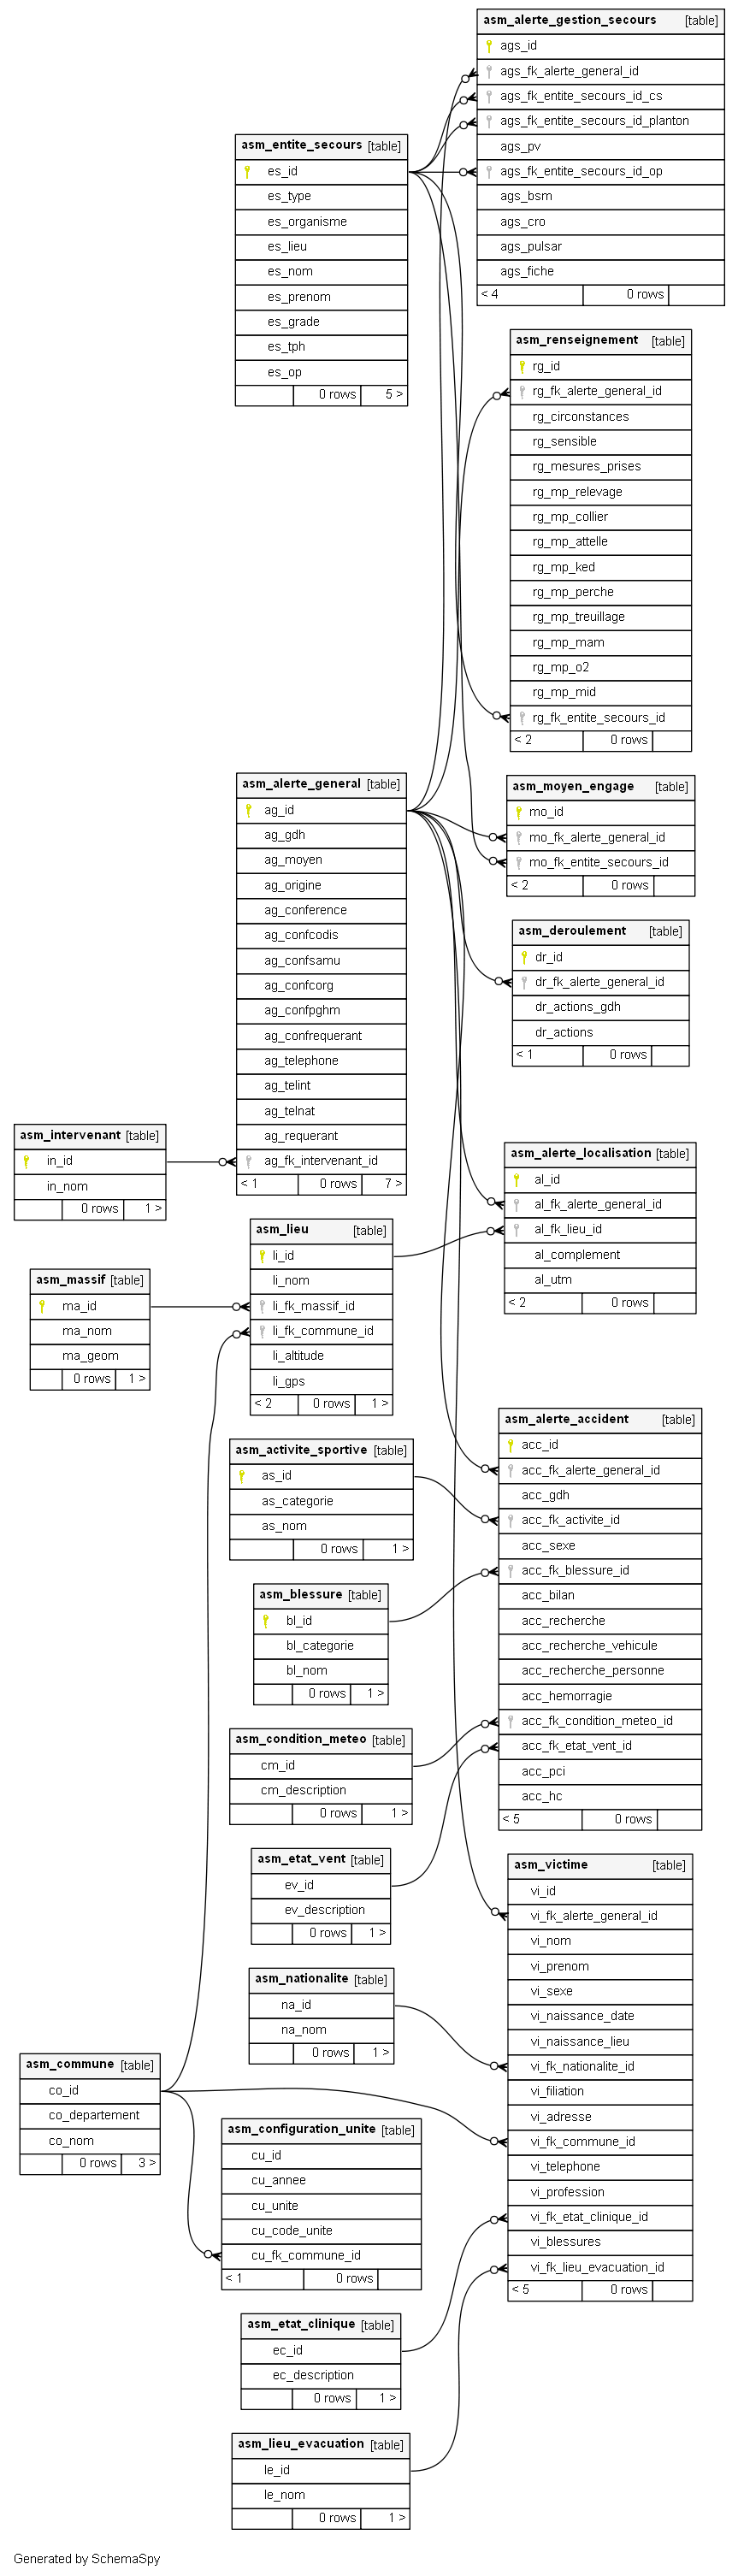 asm_alerte_gestion_secours [table]
ags_id
ags_fk_alerte_general_id
ags_fk_entite_secours_id_cs
ags_fk_entite_secours_id_planton
ags_pv
ags_fk_entite_secours_id_op
ags_bsm
ags_cro
ags_pulsar
ags_fiche
< 4 0 rows
asm_entite_secours [table]
es_id
es_type
es_organisme
es_lieu
es_nom
es_prenom
es_grade
es_tph
es_op
0 rows 5 >
asm_renseignement [table]
rg_id
rg_fk_alerte_general_id
rg_circonstances
rg_sensible
rg_mesures_prises
rg_mp_relevage
rg_mp_collier
rg_mp_attelle
rg_mp_ked
rg_mp_perche
rg_mp_treuillage
rg_mp_mam
rg_mp_o2
rg_mp_mid
rg_fk_entite_secours_id
< 2 0 rows
asm_alerte_general [table]
ag_id
ag_gdh
ag_moyen
ag_origine
ag_conference
ag_confcodis
ag_confsamu
ag_confcorg
ag_confpghm
ag_confrequerant
ag_telephone
ag_telint
ag_telnat
ag_requerant
ag_fk_intervenant_id
< 1 0 rows 7 >
asm_moyen_engage [table]
mo_id
mo_fk_alerte_general_id
mo_fk_entite_secours_id
< 2 0 rows
asm_deroulement [table]
dr_id
dr_fk_alerte_general_id
dr_actions_gdh
dr_actions
< 1 0 rows
asm_intervenant [table]
in_id
in_nom
0 rows 1 >
asm_alerte_localisation [table]
al_id
al_fk_alerte_general_id
al_fk_lieu_id
al_complement
al_utm
< 2 0 rows
asm_lieu [table]
li_id
li_nom
li_fk_massif_id
li_fk_commune_id
li_altitude
li_gps
< 2 0 rows 1 >
asm_massif [table]
ma_id
ma_nom
ma_geom
0 rows 1 >
asm_alerte_accident [table]
acc_id
acc_fk_alerte_general_id
acc_gdh
acc_fk_activite_id
acc_sexe
acc_fk_blessure_id
acc_bilan
acc_recherche
acc_recherche_vehicule
acc_recherche_personne
acc_hemorragie
acc_fk_condition_meteo_id
acc_fk_etat_vent_id
acc_pci
acc_hc
< 5 0 rows
asm_activite_sportive [table]
as_id
as_categorie
as_nom
0 rows 1 >
asm_blessure [table]
bl_id
bl_categorie
bl_nom
0 rows 1 >
asm_condition_meteo [table]
cm_id
cm_description
0 rows 1 >
asm_etat_vent [table]
ev_id
ev_description
0 rows 1 >
asm_victime [table]
vi_id
vi_fk_alerte_general_id
vi_nom
vi_prenom
vi_sexe
vi_naissance_date
vi_naissance_lieu
vi_fk_nationalite_id
vi_filiation
vi_adresse
vi_fk_commune_id
vi_telephone
vi_profession
vi_fk_etat_clinique_id
vi_blessures
vi_fk_lieu_evacuation_id
< 5 0 rows
asm_nationalite [table]
na_id
na_nom
0 rows 1 >
asm_commune [table]
co_id
co_departement
co_nom
0 rows 3 >
asm_configuration_unite [table]
cu_id
cu_annee
cu_unite
cu_code_unite
cu_fk_commune_id
< 1 0 rows
asm_etat_clinique [table]
ec_id
ec_description
0 rows 1 >
asm_lieu_evacuation [table]
le_id
le_nom
0 rows 1 >
Generated by SchemaSpy